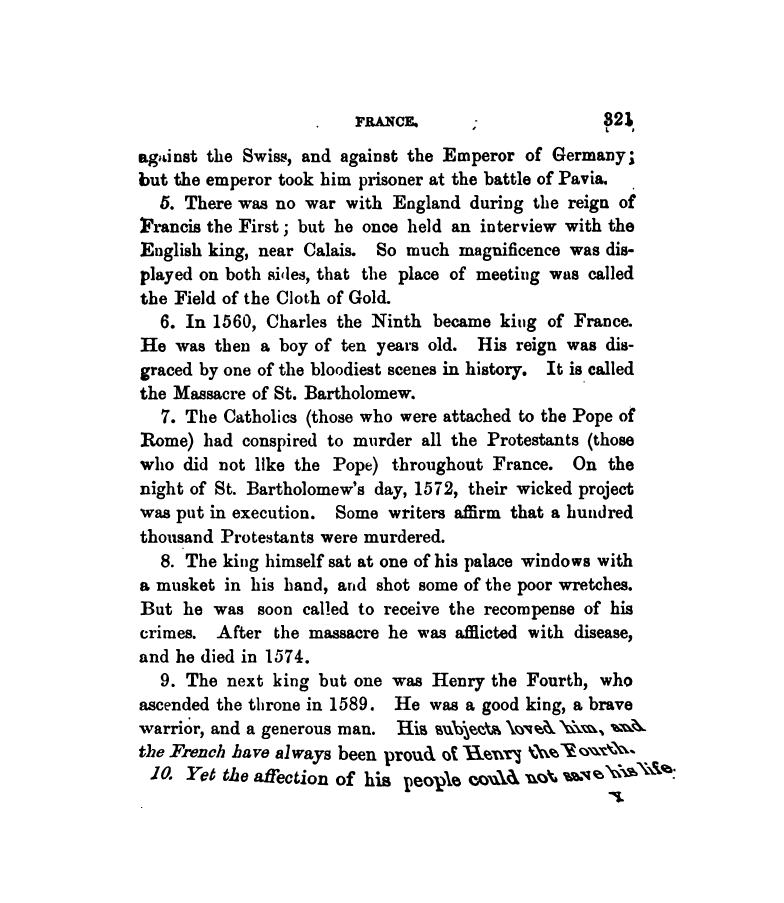 FRANCE. 321
against the Swiss, and against the Emperor of Germany;
but the emperor took him prisoner at the battle of Pavia.
5. There was no war with England during the reign of
Francis the First; but he once held an interview with the
English king, near Calais. So much magnificence was dis-
played on both sides, that the place of meeting was called
the Field of the Cloth of Gold.
6. In 1560, Charles the Ninth became king of France.
He was then a boy of ten years old. His reign was dis-
graced by one of the bloodiest scenes in history. It is called
the Massacre of St. Bartholomew.
7. The Catholics (those who were attached to the Pope of
Rome) had conspired to murder all the Protestants (those
who did not like the Pope) throughout France. On the
night of St. Bartholomew's day, 1572, their wicked project
was put in execution. Some writers affirm that a hundred
thousand Protestants were murdered.
8. The king himself sat at one of his palace windows with
a musket in his hand, and shot some of the poor wretches.
But he was soon called to receive the recompense of his
crimes. After the massacre he was afflicted with disease,
and he died in 1574.
9. The next king but one was Henry the Fourth, who
ascended the throne in 1589. He was a good king, a brave
warrior, and a generous man. His subjects loved him, and
the French have always been proud of Henry the Fourth.
10. Yet the affection of his people could not save his life.
Y